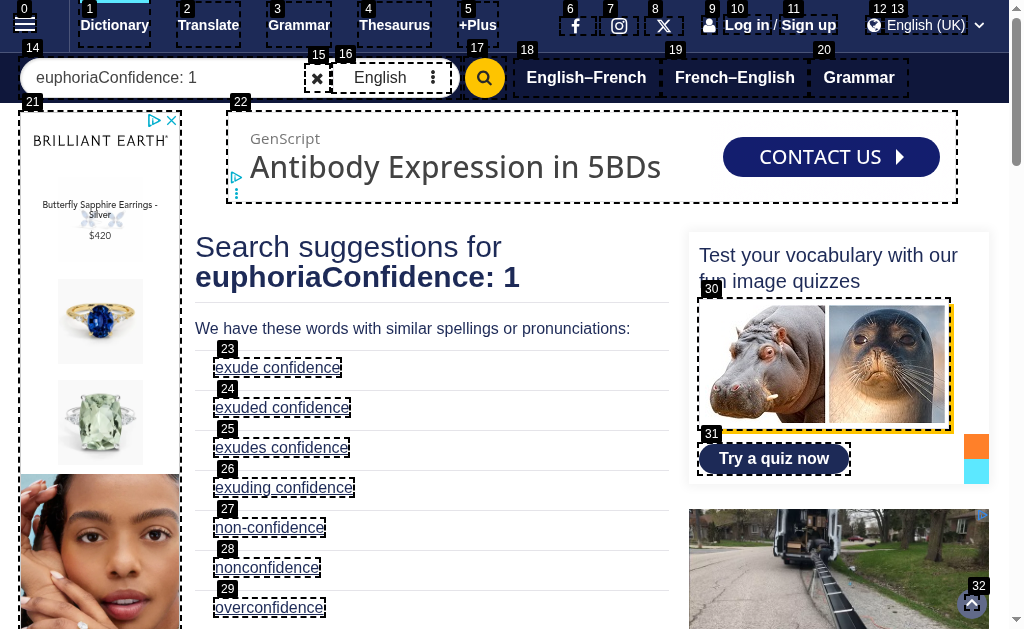 0
1
2
3
4
5
6
7
8
9
10
11
12
13
Dictionary
Translate
Grammar
Thesaurus
+Plus
Log in / Sign up
English (UK)
14
15
16
17
18
19
20
euphoriaConfidence: 1
English
English–French
French–English
Grammar
21
22
BRILLIANT EARTH
Butterfly Sapphire Earrings -
Silver
$420
GenScript
Antibody Expression in 5BDs
CONTACT US
Search suggestions for
euphoriaConfidence: 1
We have these words with similar spellings or pronunciations:
23
exude confidence
24
exuded confidence
25
exudes confidence
26
exuding confidence
27
non-confidence
28
nonconfidence
29
overconfidence
Test your vocabulary with our
fun image quizzes
30
31
Try a quiz now
32